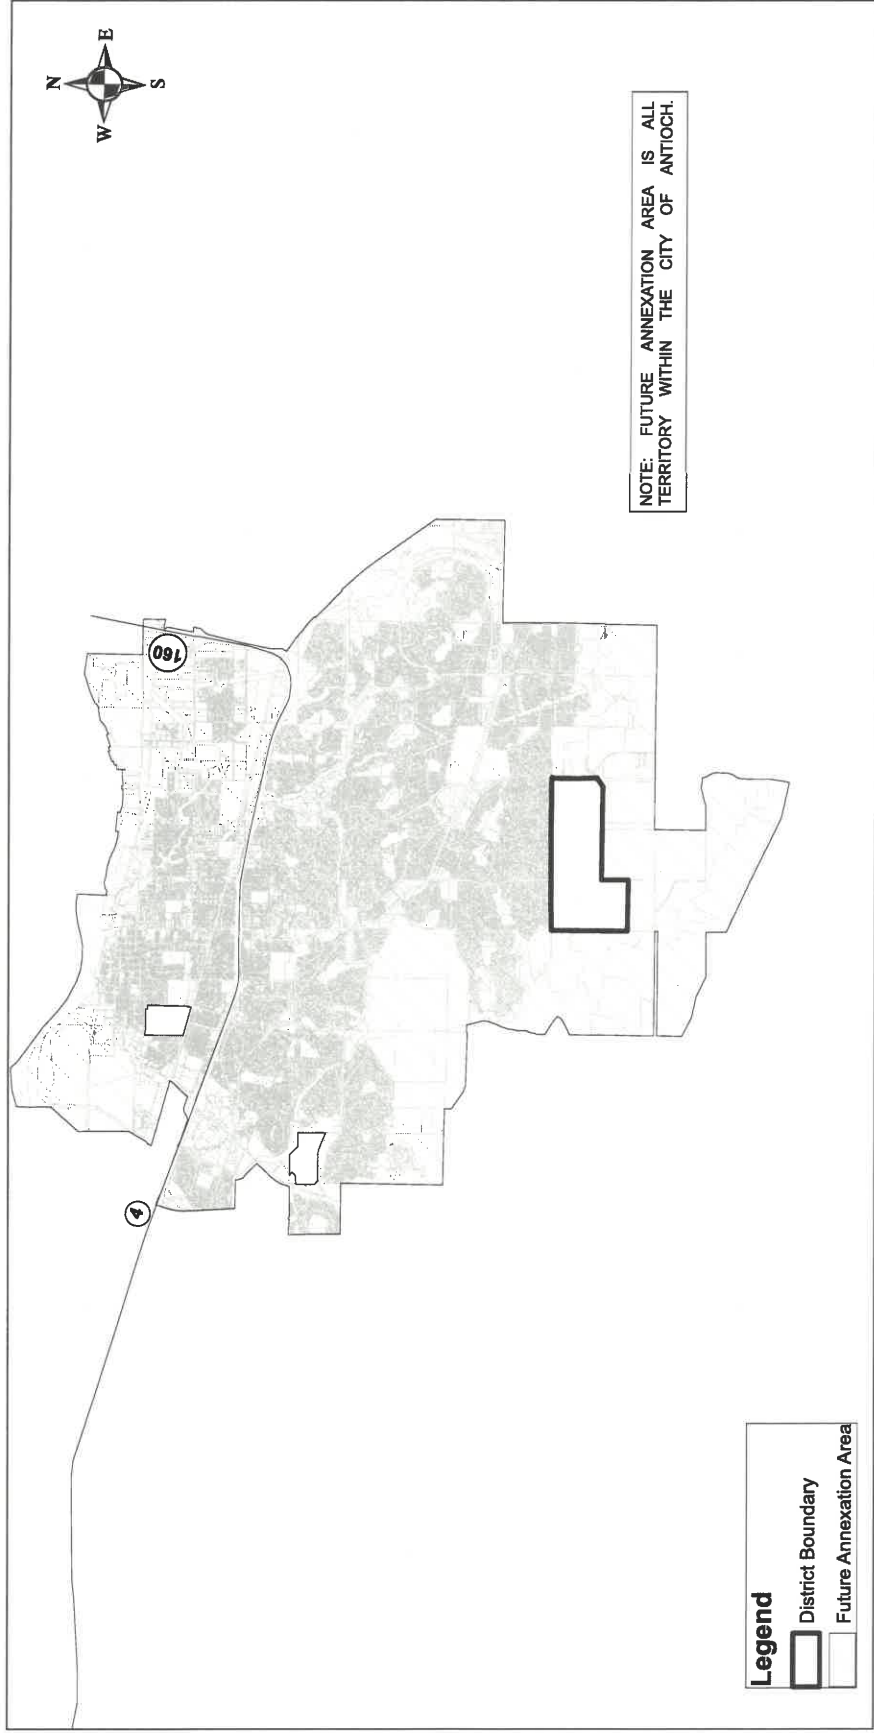 N
W E
S
160
4
NOTE: FUTURE ANNEXATION AREA IS ALL
TERRITORY WITHIN THE CITY OF ANTIOCH.
Legend
District Boundary
Future Annexation Area